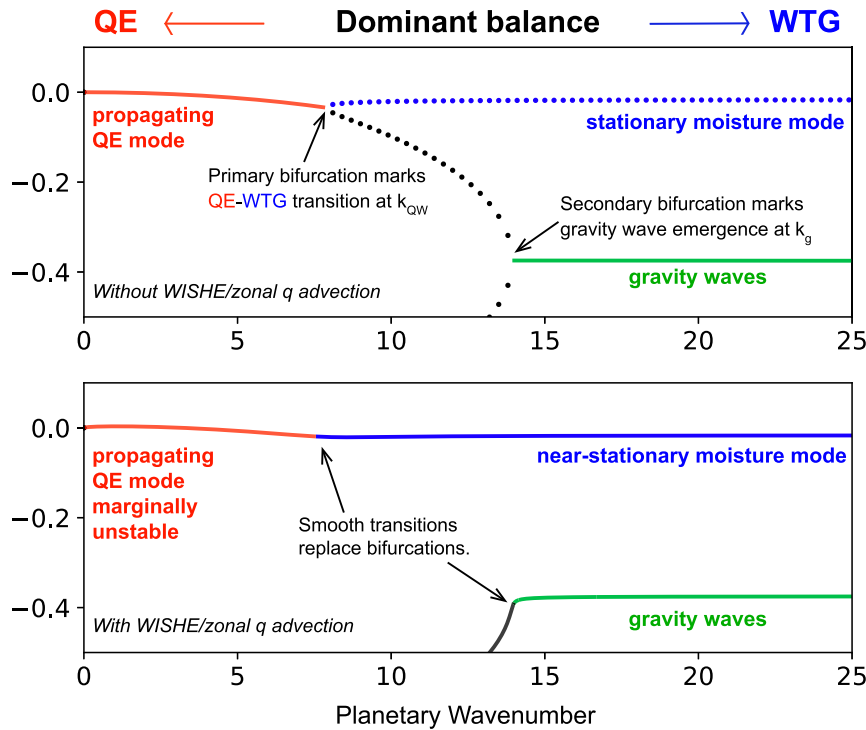 QE ← Dominant balance → WTG
0.0
propagating
QE mode
stationary moisture mode
−0.2
Primary bifurcation marks
QE-WTG transition at kQW
Secondary bifurcation marks
gravity wave emergence at kg
−0.4
gravity waves
Without WISHE/zonal q advection
0 5 10 15 20 25
0.0
propagating
QE mode
marginally
unstable
near-stationary moisture mode
−0.2
Smooth transitions
replace bifurcations.
−0.4
With WISHE/zonal q advection
gravity waves
0 5 10 15 20 25
Planetary Wavenumber